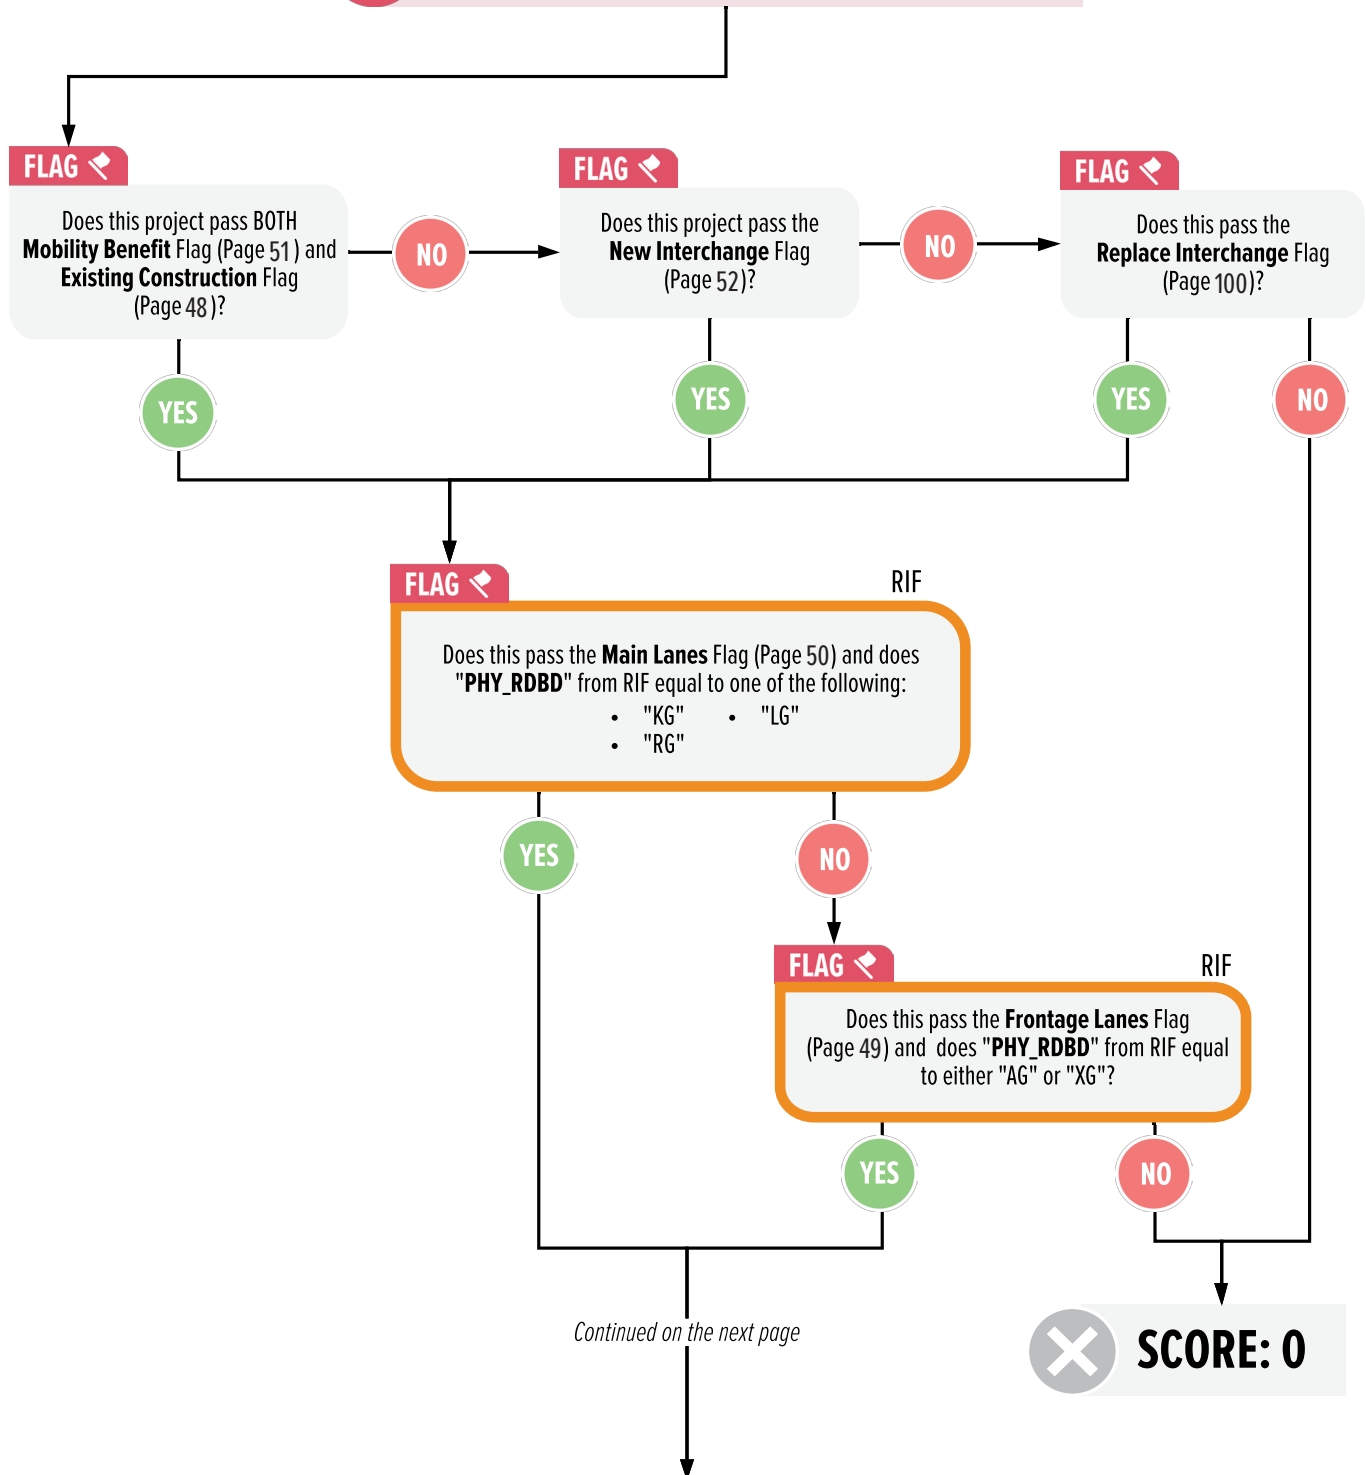 FLAG
Does this project pass BOTH
Mobility Benefit Flag (Page 51) and
Existing Construction Flag
(Page 48)?
NO
FLAG
Does this project pass the
New Interchange Flag
(Page 52)?
NO
FLAG
Does this pass the
Replace Interchange Flag
(Page 100)?
YES
YES
YES
NO
FLAG
RIF
Does this pass the Main Lanes Flag (Page 50) and does
"PHY_RDBD" from RIF equal to one of the following:
• "KG" • "LG"
• "RG"
YES
NO
FLAG
RIF
Does this pass the Frontage Lanes Flag
(Page 49) and does "PHY_RDBD" from RIF equal
to either "AG" or "XG"?
YES
NO
Continued on the next page
SCORE: 0